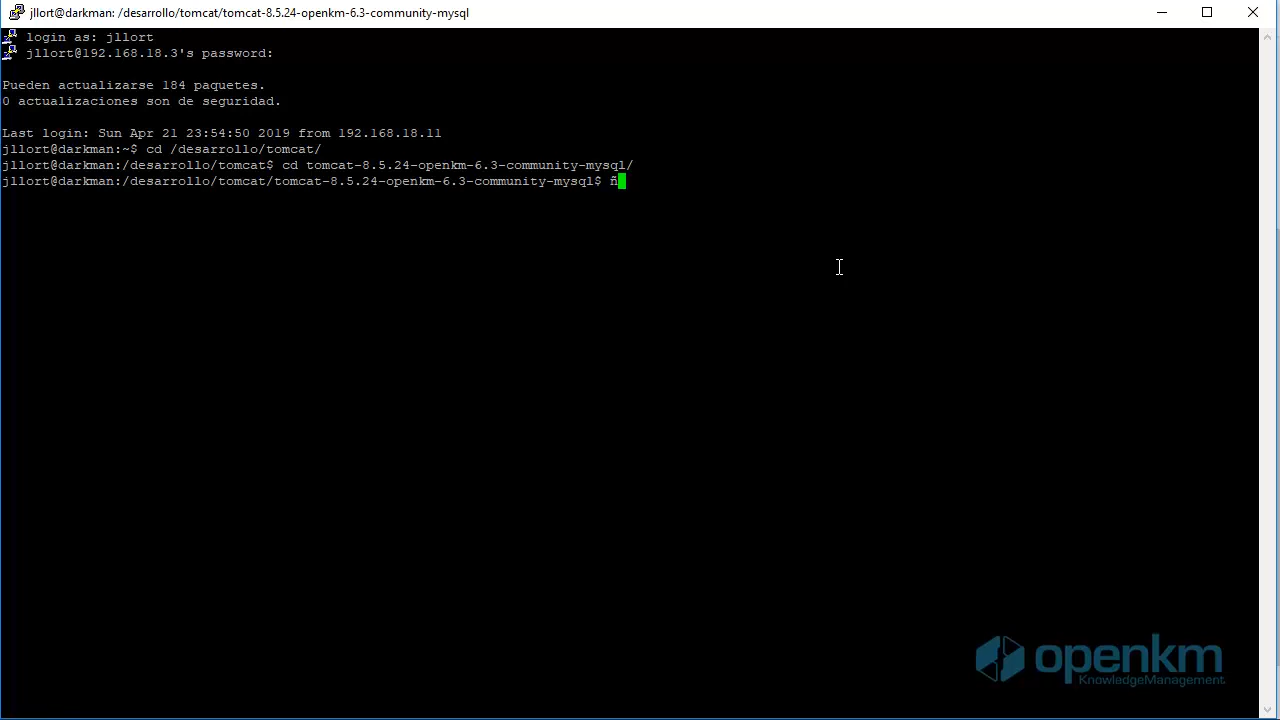 jllort@darkman: /desarrollo/tomcat/tomcat-8.5.24-openkm-6.3-community-mysql
login as: jllort
jllort@192.168.18.3's password:
Pueden actualizarse 184 paquetes.
0 actualizaciones son de seguridad.
Last login: Sun Apr 21 23:54:50 2019 from 192.168.18.11
jllort@darkman:~$ cd /desarrollo/tomcat/
jllort@darkman:/desarrollo/tomcat$ cd tomcat-8.5.24-openkm-6.3-community-mysql/
jllort@darkman:/desarrollo/tomcat/tomcat-8.5.24-openkm-6.3-community-mysql$ ñ
openkm
KnowledgeManagement